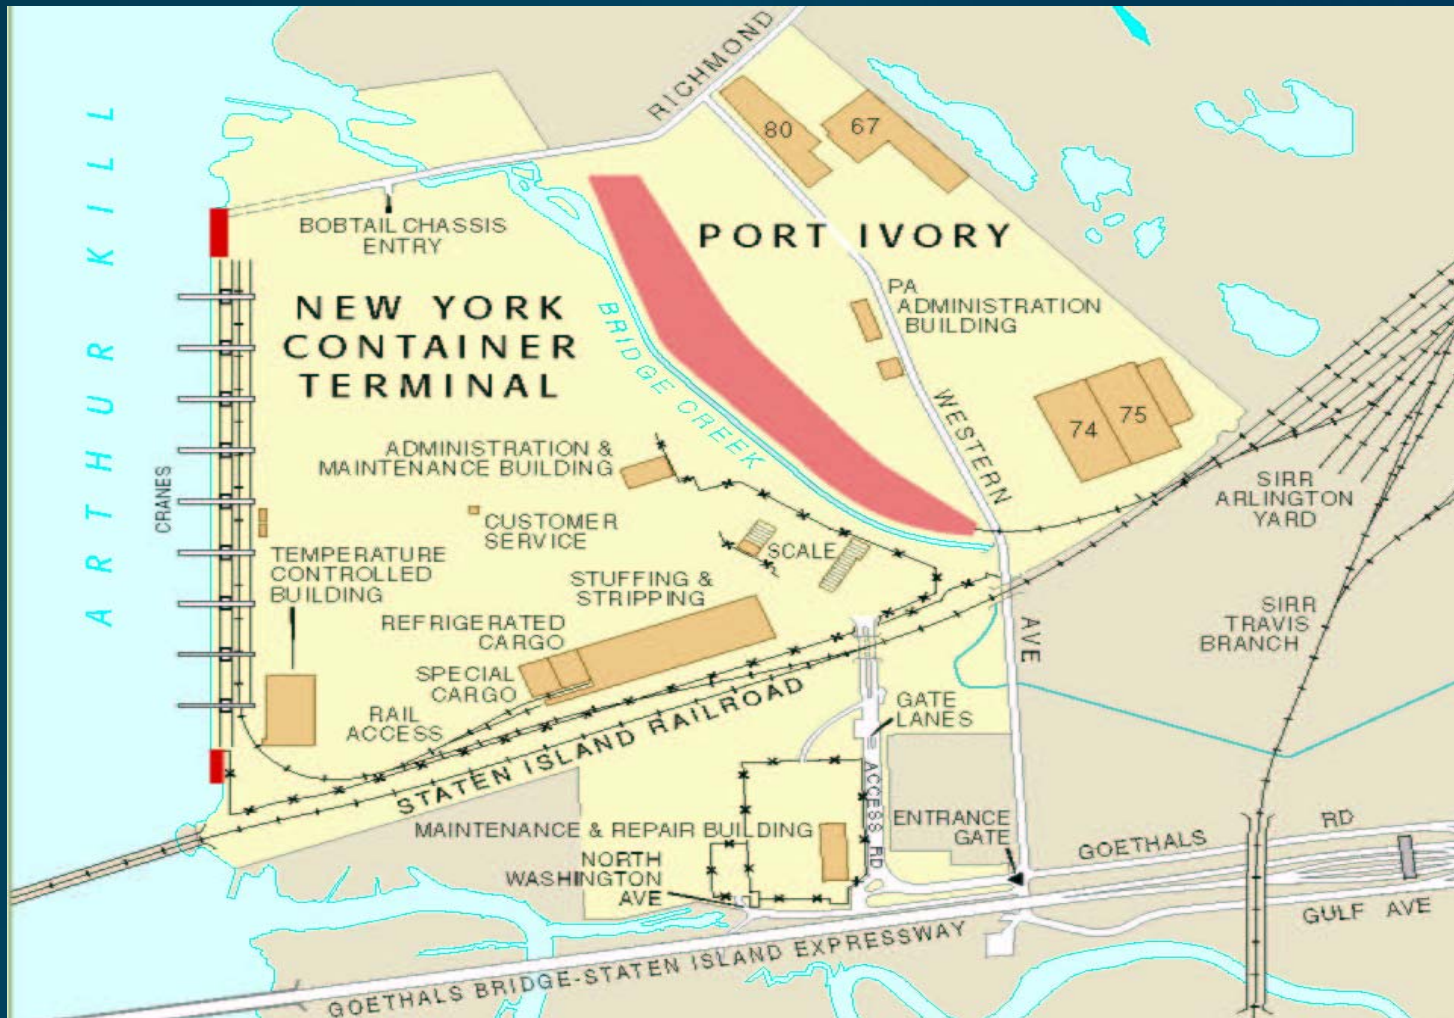 RICHMOND
80
67
ARTHUR KILL
BOBTAIL CHASSIS
ENTRY
PORT IVORY
NEW YORK
CONTAINER
TERMINAL
BRIDGE CREEK
PA
ADMINISTRATION
BUILDING
WESTERN
AVE
74
75
ADMINISTRATION &
MAINTENANCE BUILDING
CRANES
CUSTOMER
SERVICE
SCALE
SIRR
ARLINGTON
YARD
TEMPERATURE
CONTROLLED
BUILDING
STUFFING &
STRIPPING
REFRIGERATED
CARGO
SPECIAL
CARGO
RAIL
ACCESS
SIRR
TRAVIS
BRANCH
STATEN ISLAND RAILROAD
GATE
LANES
ACCESS RD
MAINTENANCE & REPAIR BUILDING
ENTRANCE
GATE
GOETHALS RD
NORTH
WASHINGTON
AVE
GULF AVE
GOETHALS BRIDGE-STATEN ISLAND EXPRESSWAY